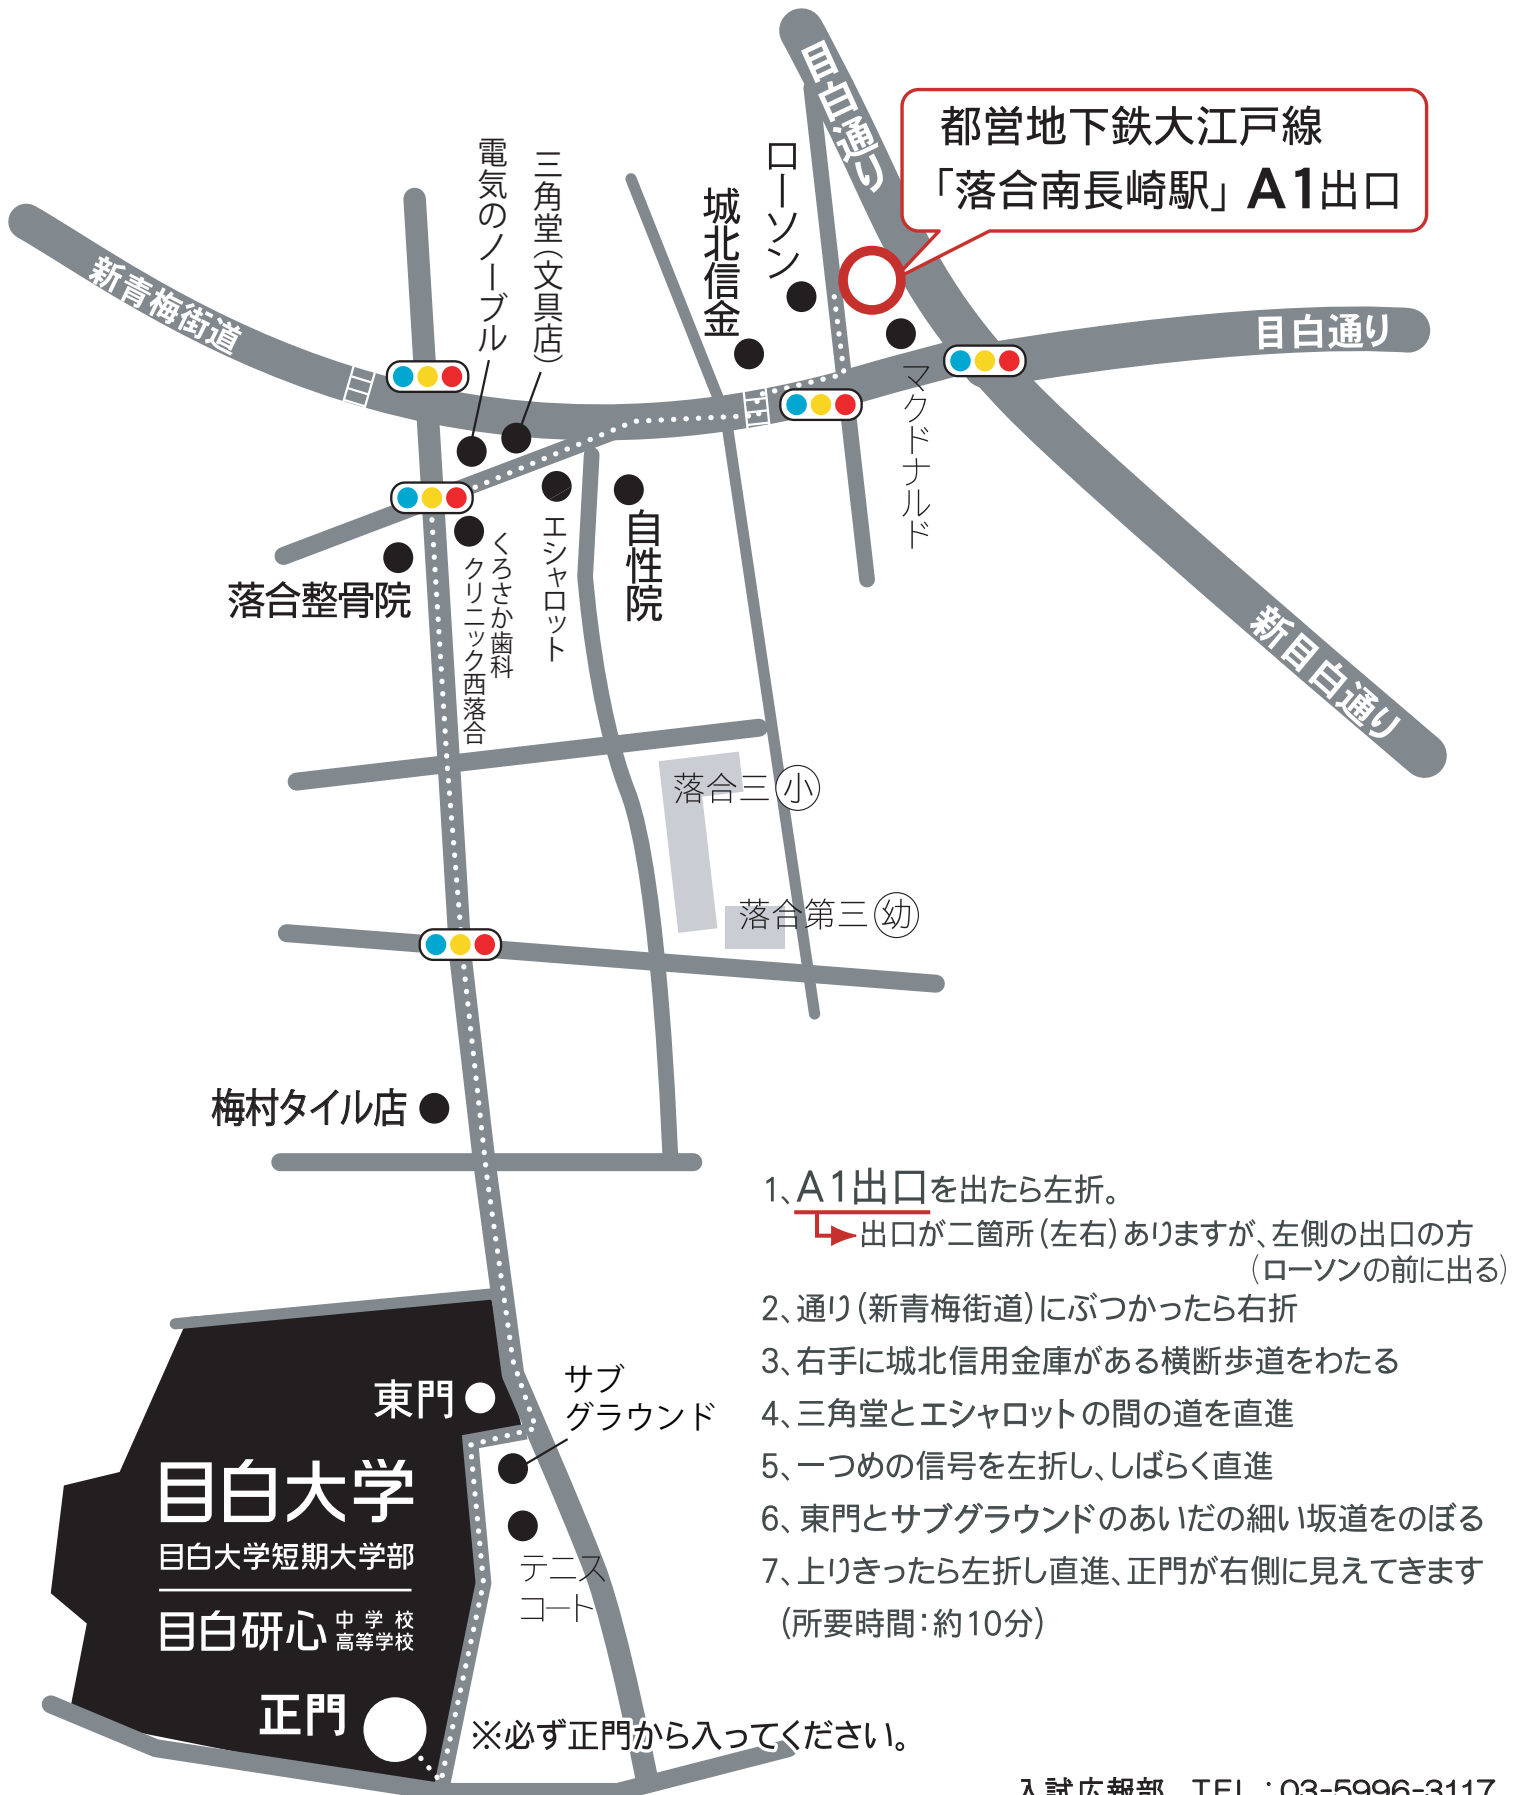 目白通り
都営地下鉄大江戸線
「落合南長崎駅」A1出口
新青梅街道
電気のノーブル
三角堂(文具店)
城北信金
ローソン
目白通り
マクドナルド
新目白通り
落合整骨院
くろさか歯科
クリニック西落合
エシャロット
自性院
落合三小
落合第三幼
梅村タイル店
1、A1出口を出たら左折。
出口が二箇所(左右)ありますが、左側の出口の方
(ローソンの前に出る)
2、通り(新青梅街道)にぶつかったら右折
3、右手に城北信用金庫がある横断歩道をわたる
4、三角堂とエシャロットの間の道を直進
5、一つめの信号を左折し、しばらく直進
6、東門とサブグラウンドのあいだの細い坂道をのぼる
7、上りきったら左折し直進、正門が右側に見えてきます
(所要時間:約10分)
東門
サブ
グラウンド
目白大学
目白大学短期大学部
目白研心 中学校
高等学校
テニス
コート
正門
※必ず正門から入ってください。
入試広報部 TEL:03-5996-3117